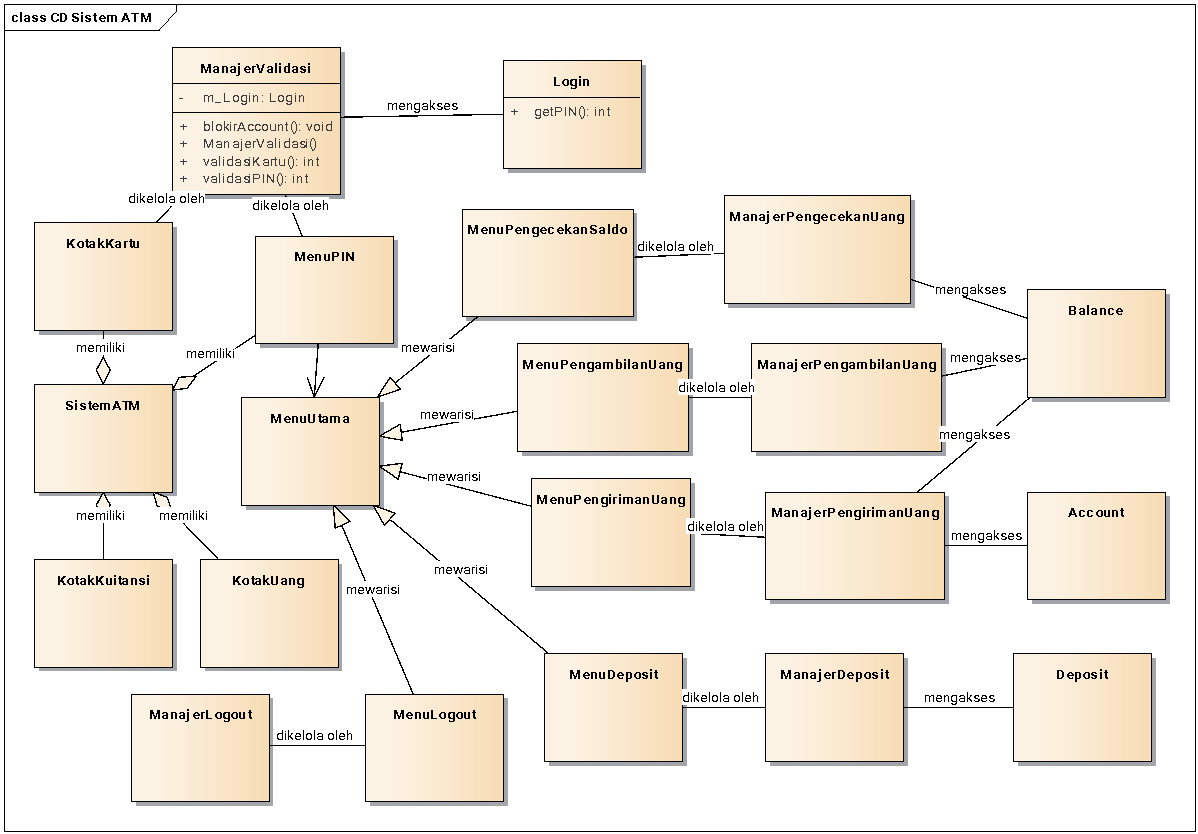 class CD Sistem ATM
ManajerValidasi
- m_Login: Login
+ blokirAccount(): void
+ ManajerValidasi()
+ validasiKartu(): int
+ validasiPIN(): int
mengakses
Login
+ getPIN(): int
dikelola oleh
dikelola oleh
KotakKartu
MenuPIN
MenuPengecekanSaldo
dikelola oleh
ManajerPengecekanUang
mengakses
Balance
memiliki
memiliki
mewarisi
MenuPengambilanUang
dikelola oleh
ManajerPengambilanUang
mengakses
SistemATM
MenuUtama
mewarisi
mengakses
mewarisi
MenuPengirimanUang
dikelola oleh
ManajerPengirimanUang
mengakses
Account
memiliki
memiliki
KotakKuitansi
KotakUang
mewarisi
mewarisi
MenuDeposit
dikelola oleh
ManajerDeposit
mengakses
Deposit
ManajerLogout
dikelola oleh
MenuLogout